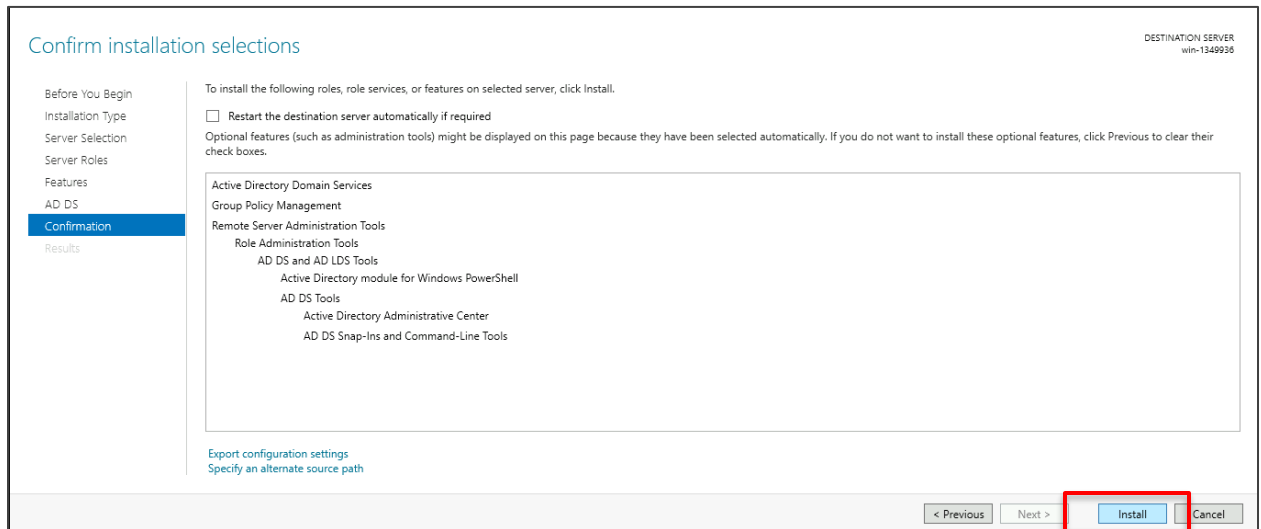 Confirm installation selections
DESTINATION SERVER
win-1349936
Before You Begin
Installation Type
Server Selection
Server Roles
Features
AD DS
Confirmation
Results
To install the following roles, role services, or features on selected server, click Install.
Restart the destination server automatically if required
Optional features (such as administration tools) might be displayed on this page because they have been selected automatically. If you do not want to install these optional features, click Previous to clear their
check boxes.
Active Directory Domain Services
Group Policy Management
Remote Server Administration Tools
Role Administration Tools
AD DS and AD LDS Tools
Active Directory module for Windows PowerShell
AD DS Tools
Active Directory Administrative Center
AD DS Snap-Ins and Command-Line Tools
Export configuration settings
Specify an alternate source path
< Previous
Next >
Install
Cancel